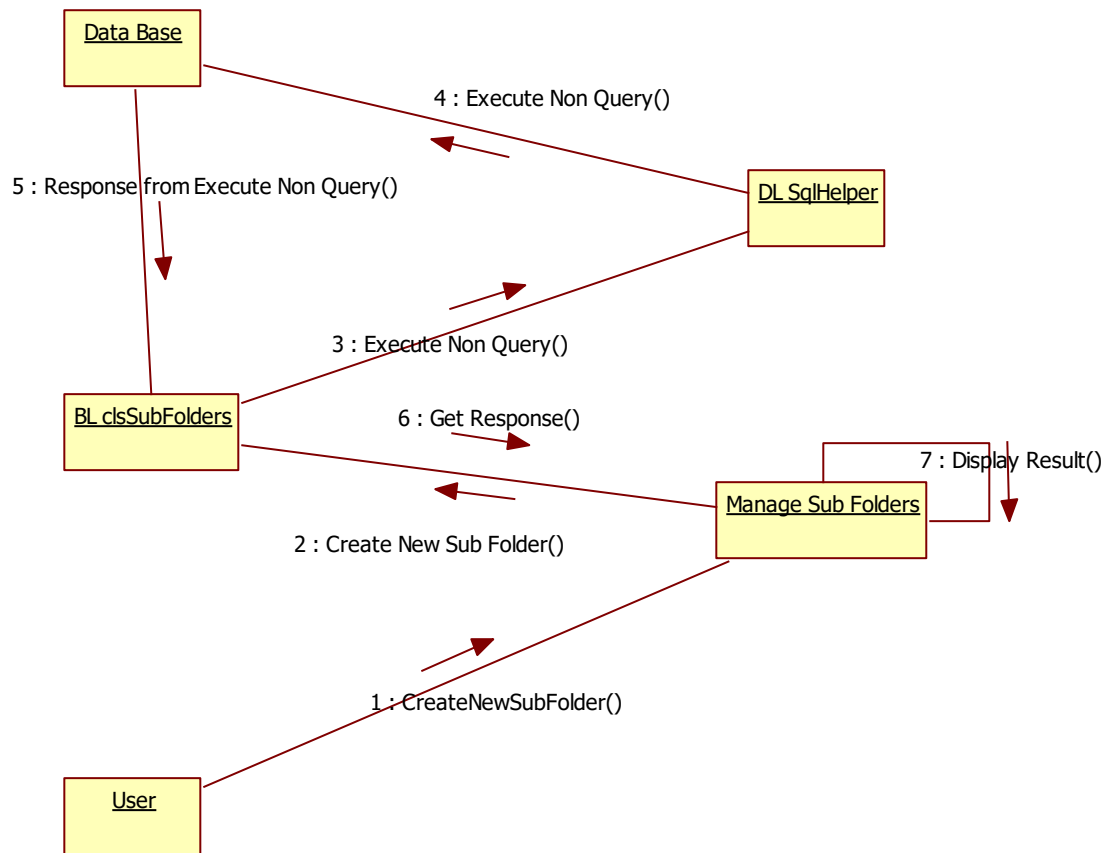 Data Base
4 : Execute Non Query()
5 : Response from Execute Non Query()
DL SqlHelper
3 : Execute Non Query()
BL clsSubFolders
6 : Get Response()
7 : Display Result()
Manage Sub Folders
2 : Create New Sub Folder()
1 : CreateNewSubFolder()
User